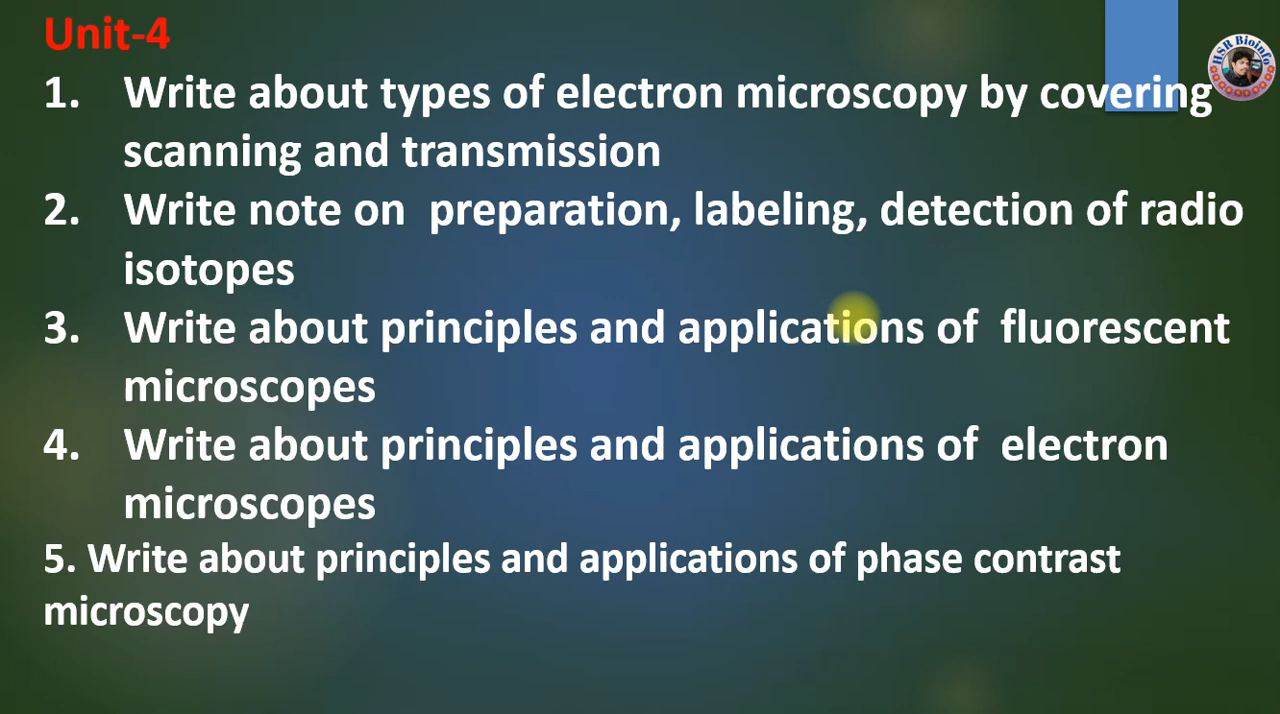 Unit-4
HSR Bioinfo
1. Write about types of electron microscopy by covering
scanning and transmission
2. Write note on preparation, labeling, detection of radio
isotopes
3. Write about principles and applications of fluorescent
microscopes
4. Write about principles and applications of electron
microscopes
5. Write about principles and applications of phase contrast
microscopy